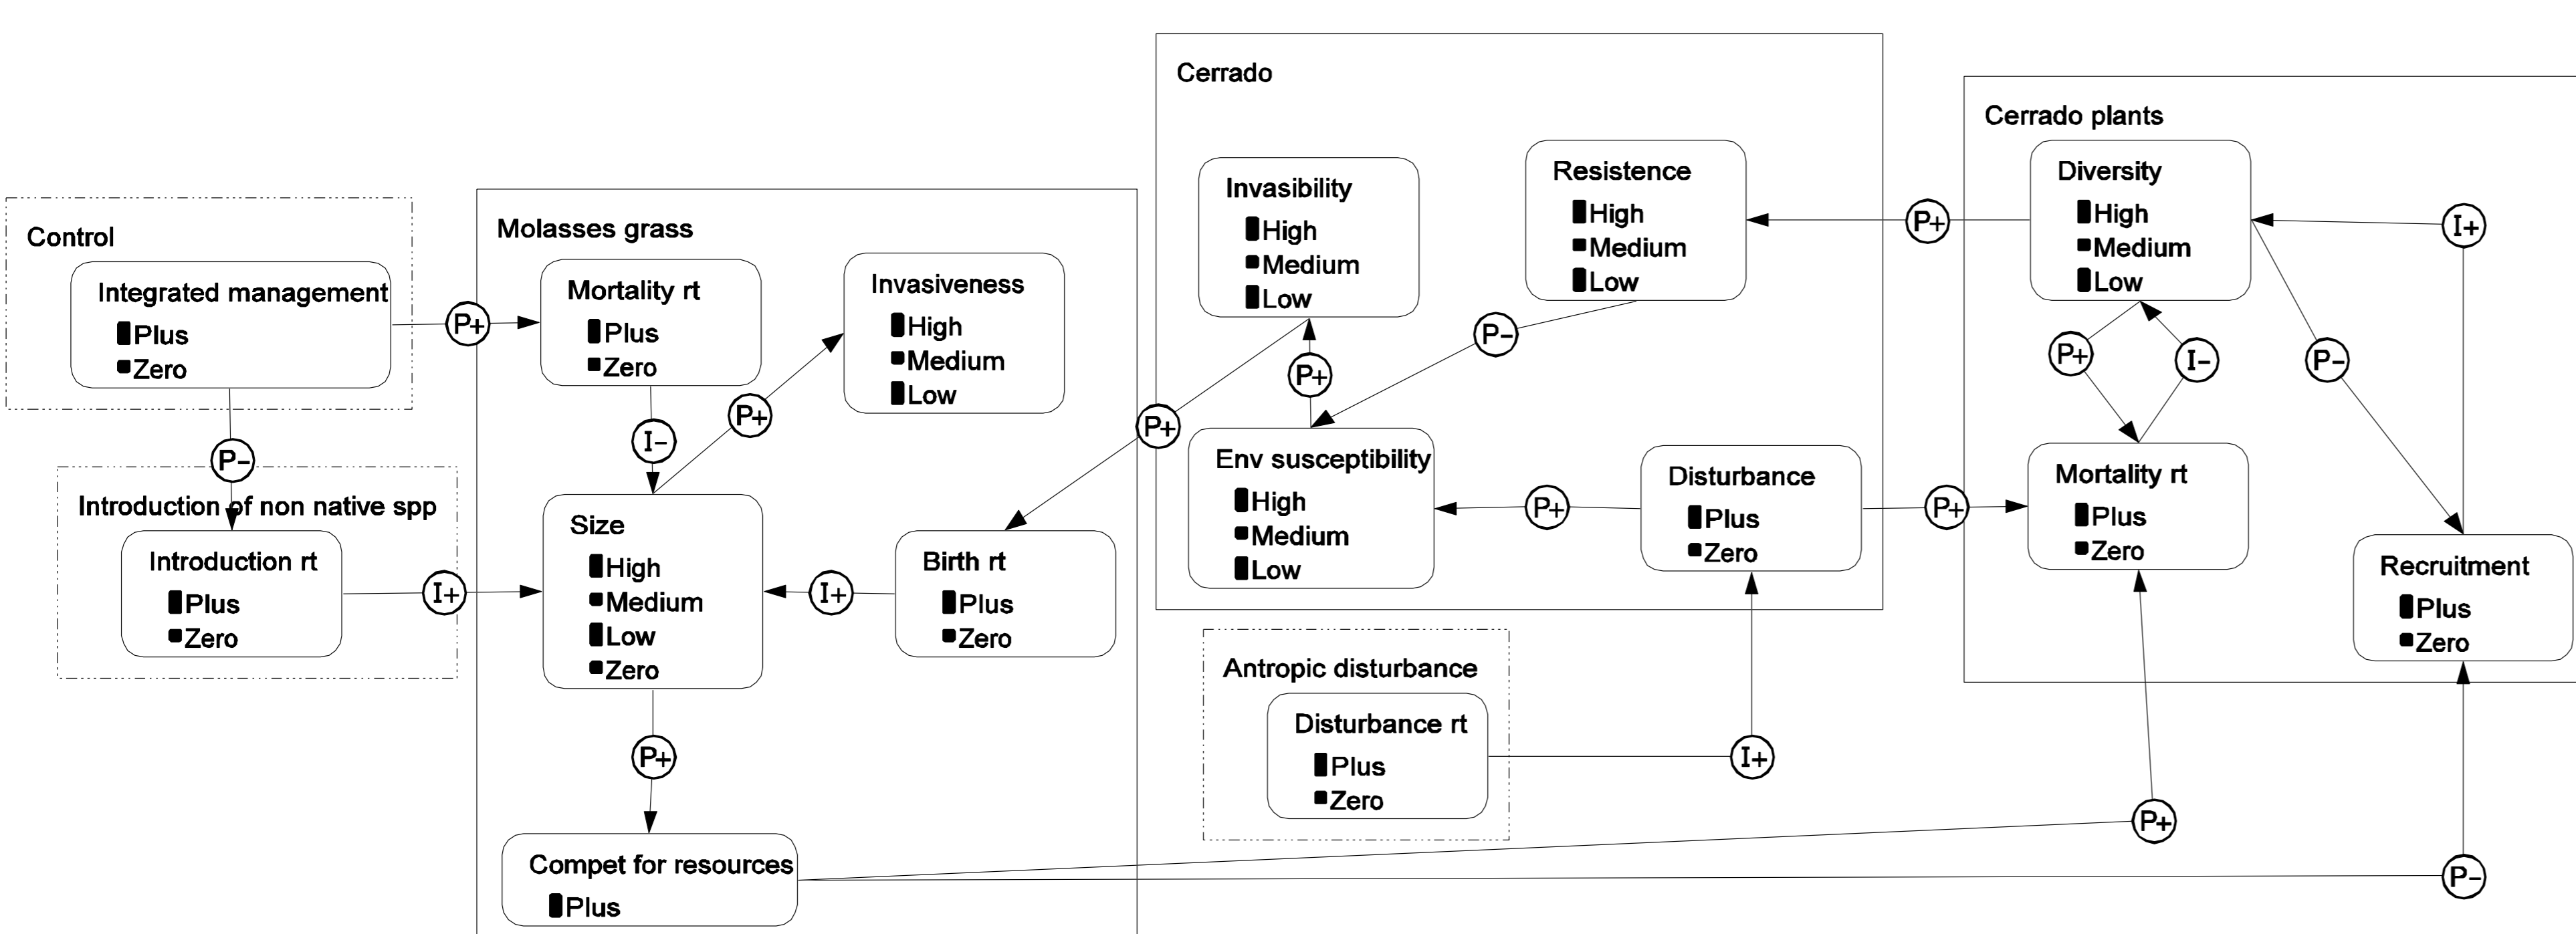 Control
Integrated management
Plus
Zero
P+
P-
Introduction of non native spp
Introduction rt
Plus
Zero
I+
Molasses grass
Mortality rt
Plus
Zero
I-
P+
Invasiveness
High
Medium
Low
Size
High
Medium
Low
Zero
I+
Birth rt
Plus
Zero
P+
Compet for resources
Plus
P+
Cerrado
Invasibility
High
Medium
Low
P+
Resistence
High
Medium
Low
P-
Env susceptibility
High
Medium
Low
P+
Disturbance
Plus
Zero
P+
I+
Antropic disturbance
Disturbance rt
Plus
Zero
P+
Cerrado plants
Diversity
High
Medium
Low
I+
P+
I-
P-
Mortality rt
Plus
Zero
Recruitment
Plus
Zero
P+
P-